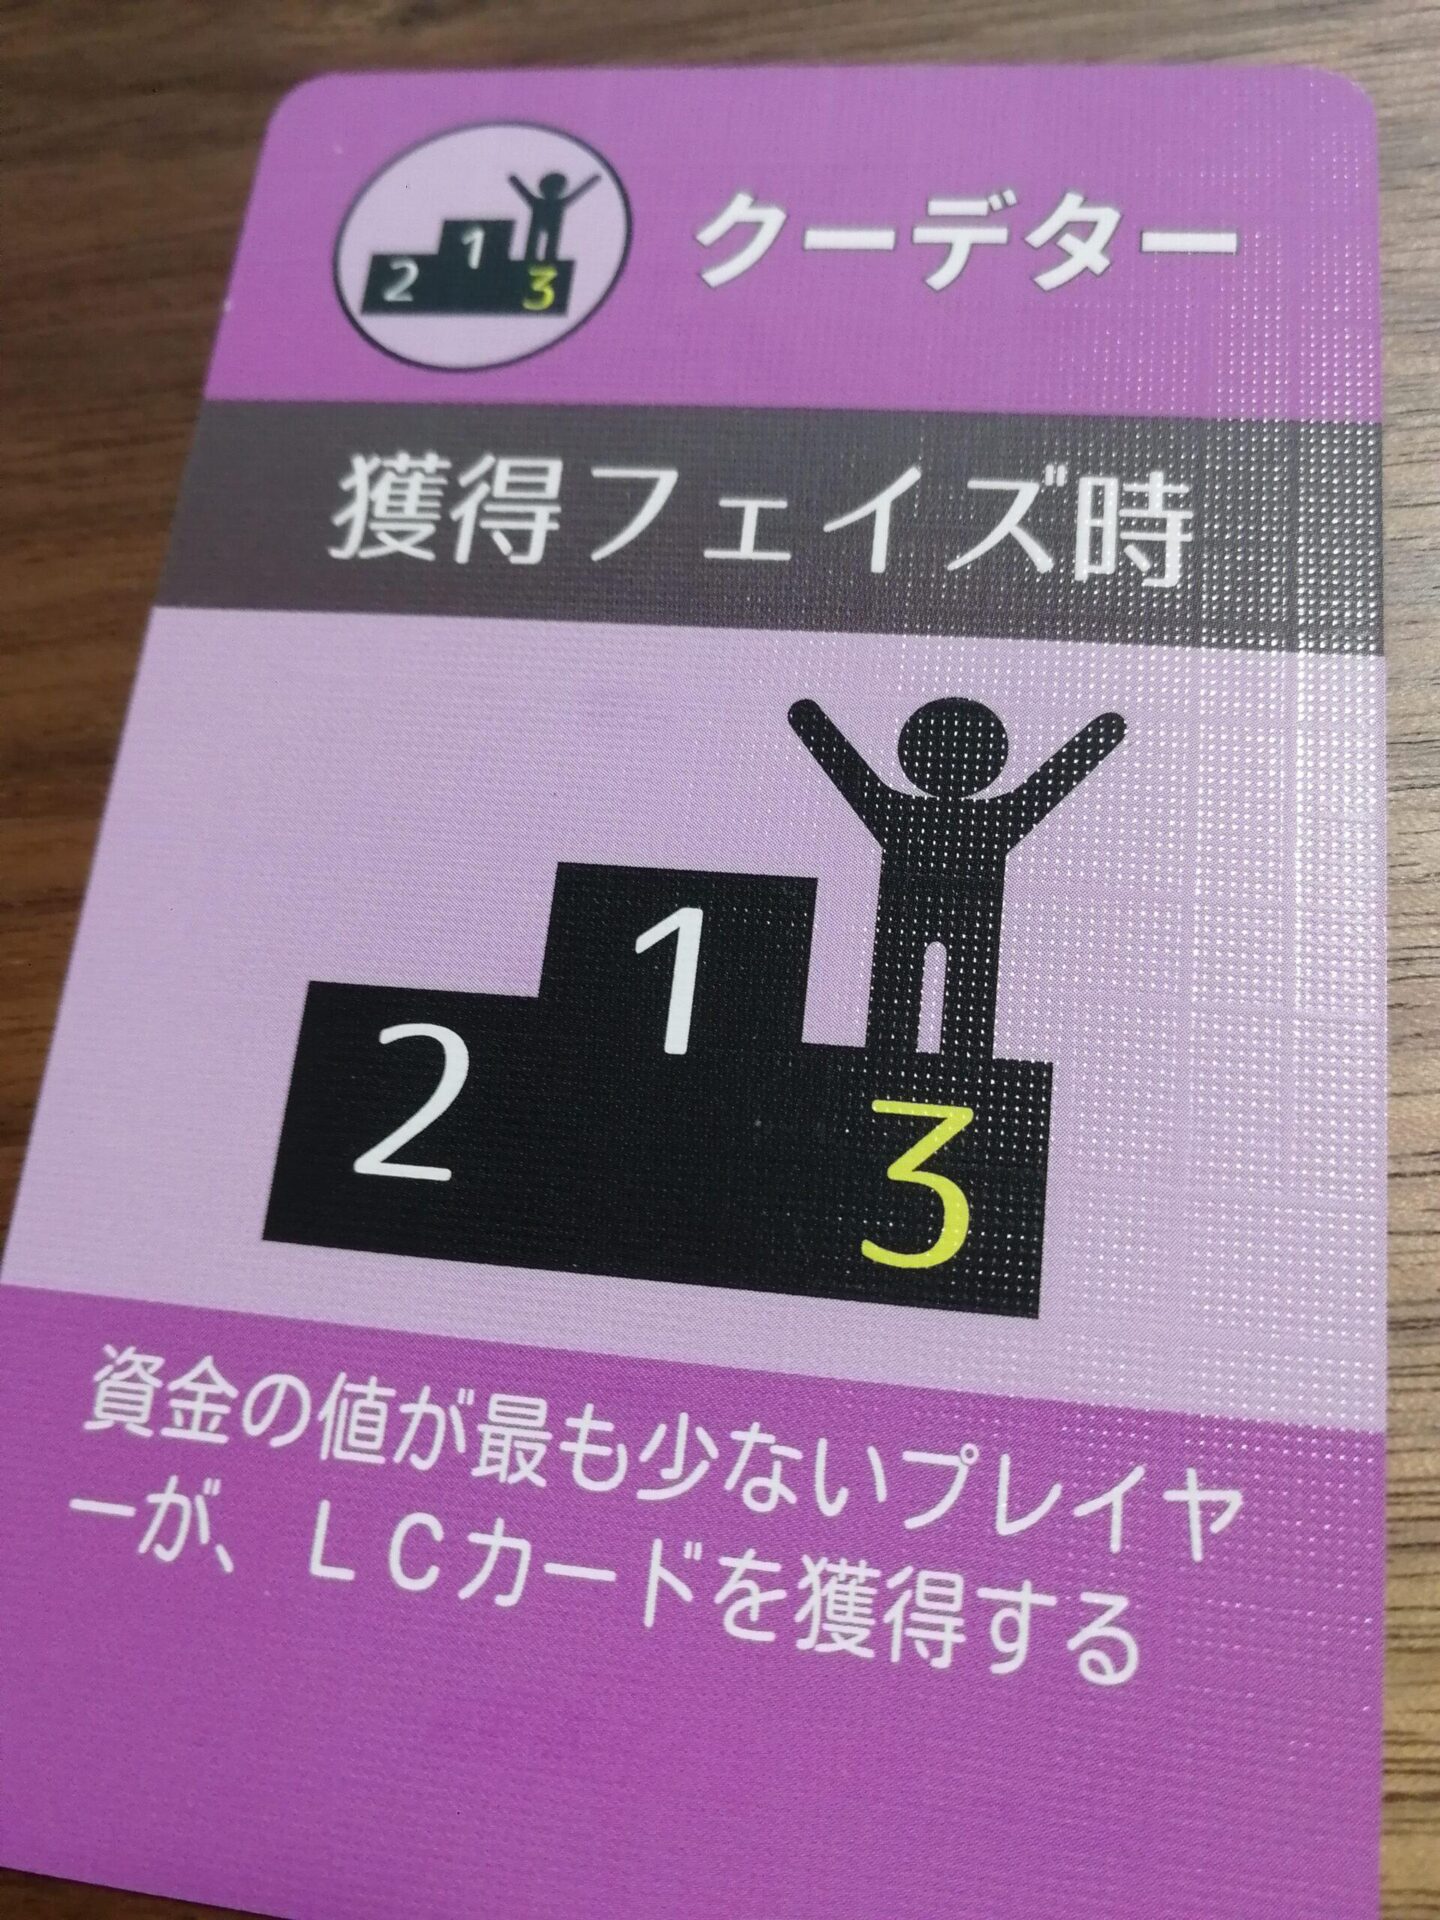 クーデター
2 1 3
獲得フェイズ時
1
2
3
資金の値が最も少ないプレイヤ
ーが、ＬＣカードを獲得する